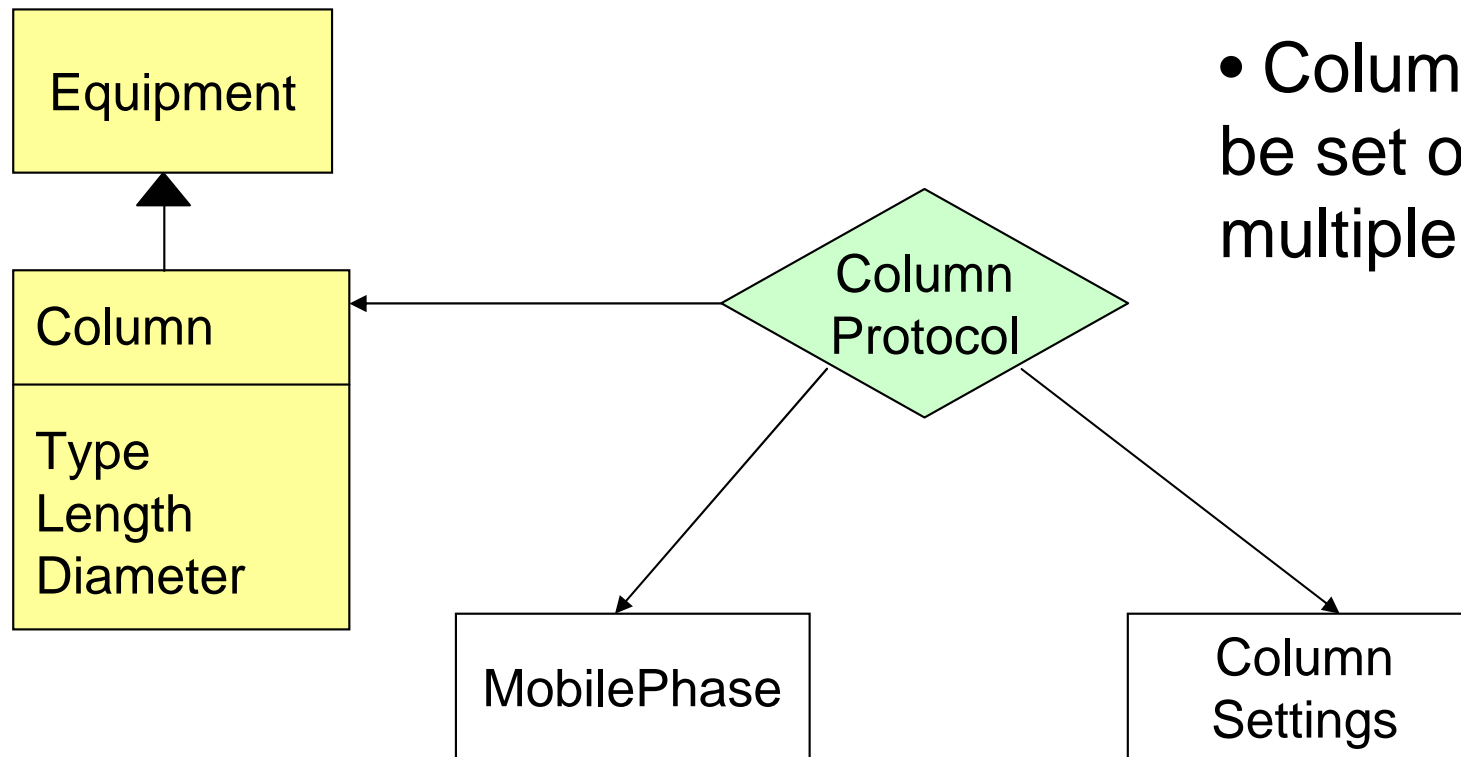 Equipment
Column
Type
Length
Diameter
Column
Protocol
MobilePhase
Column
Settings
• Colum
be set o
multiple